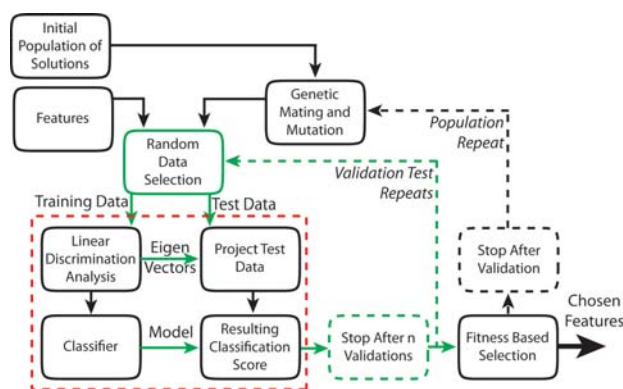 Initial
Population of
Solutions
Features
Genetic Mating
and Mutation
Population
Repeat
Random
Data
Selection
Validation Test
Repeats
Training Data
Test Data
Linear
Discrimination
Analysis
Eigen
Vectors
Project Test
Data
Stop After
Validation
Chosen
Features
Classifier
Model
Resulting
Classification
Score
Stop After n
Validations
Fitness Based
Selection